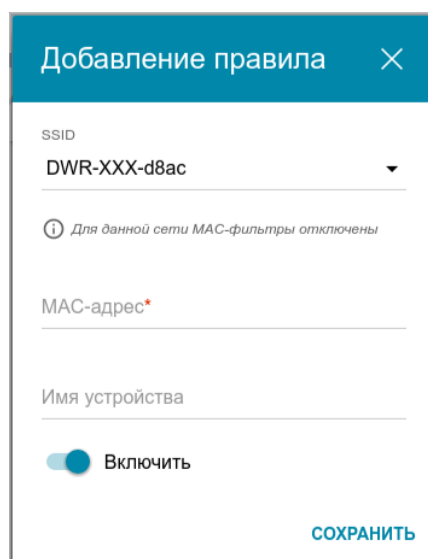 Добавление правила
SSID
DWR-XXX-d8ac
Для данной сети MAC-фильтры отключены
MAC-адрес*
Имя устройства
Включить
СОХРАНИТЬ